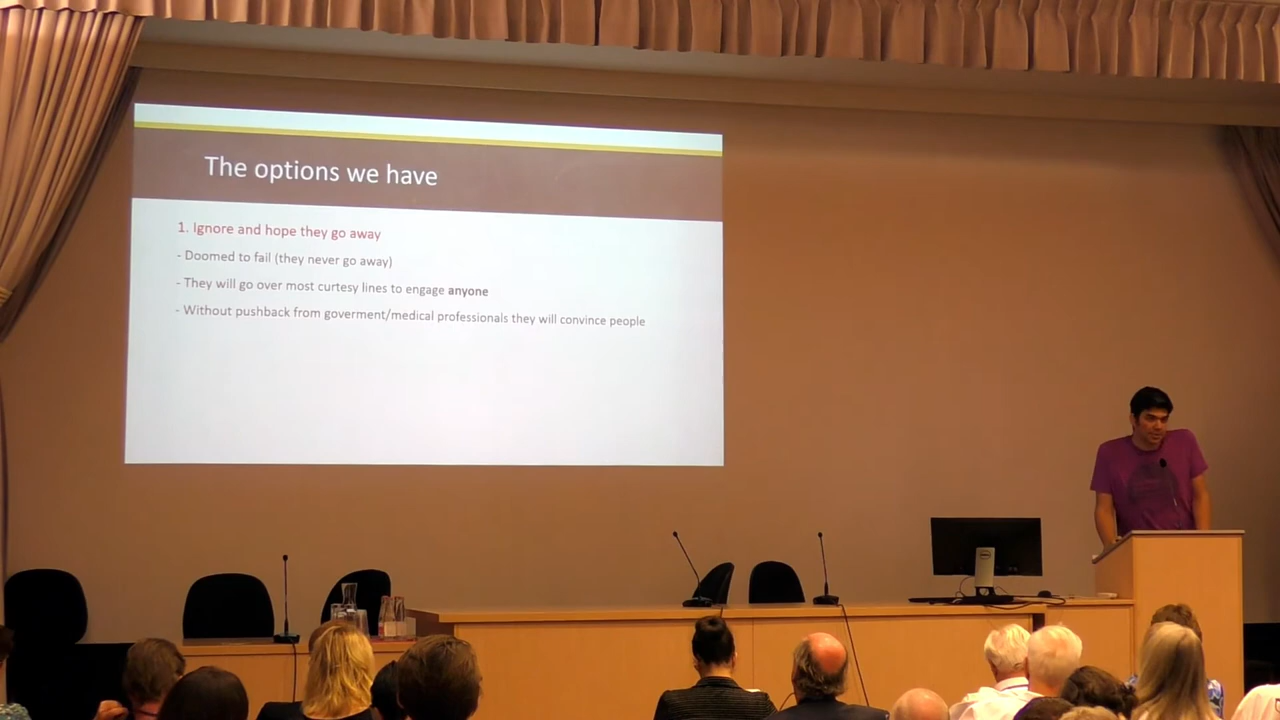 The options we have
1. Ignore and hope they go away
- Doomed to fail (they never go away)
- They will go over most curtesy lines to engage anyone
- Without pushback from goverment/medical professionals they will convince people
DELL